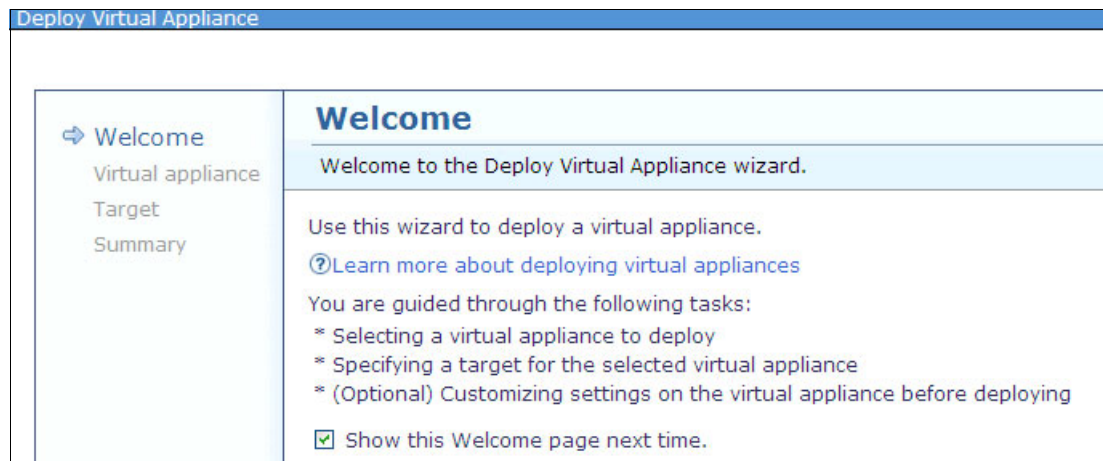 Deploy Virtual Appliance
Welcome
Virtual appliance
Target
Summary
Welcome
Welcome to the Deploy Virtual Appliance wizard.
Use this wizard to deploy a virtual appliance.
Learn more about deploying virtual appliances
You are guided through the following tasks:
* Selecting a virtual appliance to deploy
* Specifying a target for the selected virtual appliance
* (Optional) Customizing settings on the virtual appliance before deploying
Show this Welcome page next time.